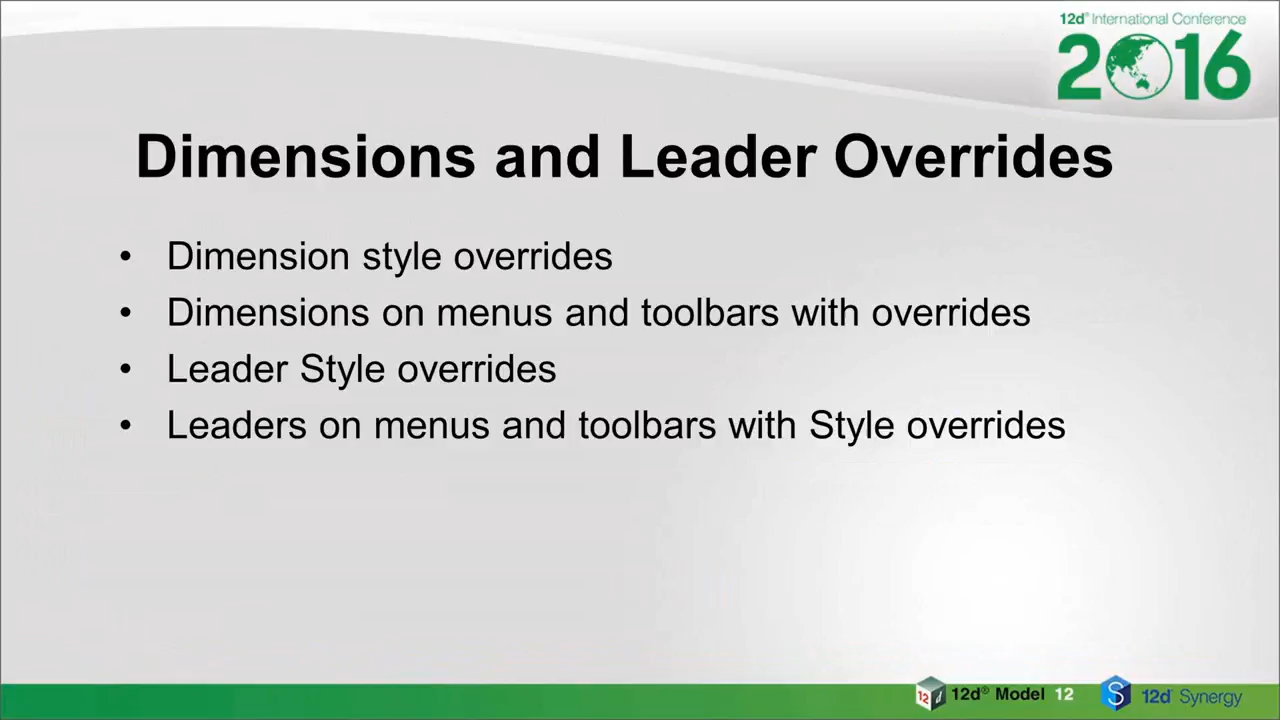 12d® International Conference
2016
Dimensions and Leader Overrides
• Dimension style overrides
• Dimensions on menus and toolbars with overrides
• Leader Style overrides
• Leaders on menus and toolbars with Style overrides
12d® Model 12 12d Synergy